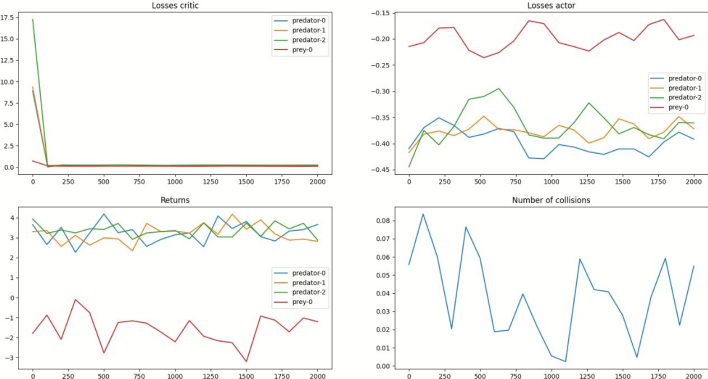 Losses critic
17.5
15.0
12.5
10.0
7.5
5.0
2.5
0.0
predator-0
predator-1
predator-2
prey-0
0 250 500 750 1000 1250 1500 1750 2000
Losses actor
−0.15
−0.20
−0.25
−0.30
−0.35
−0.40
−0.45
predator-0
predator-1
predator-2
prey-0
0 250 500 750 1000 1250 1500 1750 2000
Returns
4
3
2
1
0
−1
−2
−3
predator-0
predator-1
predator-2
prey-0
0 250 500 750 1000 1250 1500 1750 2000
Number of collisions
0.08
0.07
0.06
0.05
0.04
0.03
0.02
0.01
0.00
0 250 500 750 1000 1250 1500 1750 2000